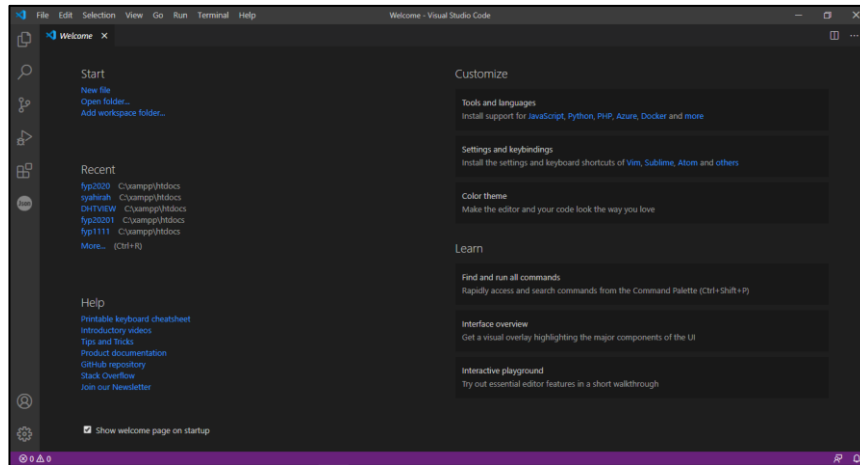 File Edit Selection View Go Run Terminal Help
Welcome - Visual Studio Code
Welcome
Start
New file
Open folder...
Add workspace folder...
Recent
fyp2020 C:\xampp\htdocs
syahirah C:\xampp\htdocs
DHTVIEW C:\xampp\htdocs
fyp20201 C:\xampp\htdocs
fyp1111 C:\xampp\htdocs
More... (Ctrl+R)
Help
Printable keyboard cheatsheet
Introductory videos
Tips and Tricks
Product documentation
GitHub repository
Stack Overflow
Join our Newsletter
Show welcome page on startup
Customize
Tools and languages
Install support for JavaScript, Python, PHP, Azure, Docker and more
Settings and keybindings
Install the settings and keyboard shortcuts of Vim, Sublime, Atom and others
Color theme
Make the editor and your code look the way you love
Learn
Find and run all commands
Rapidly access and search commands from the Command Palette (Ctrl+Shift+P)
Interface overview
Get a visual overlay highlighting the major components of the UI
Interactive playground
Try out essential editor features in a short walkthrough
0 0